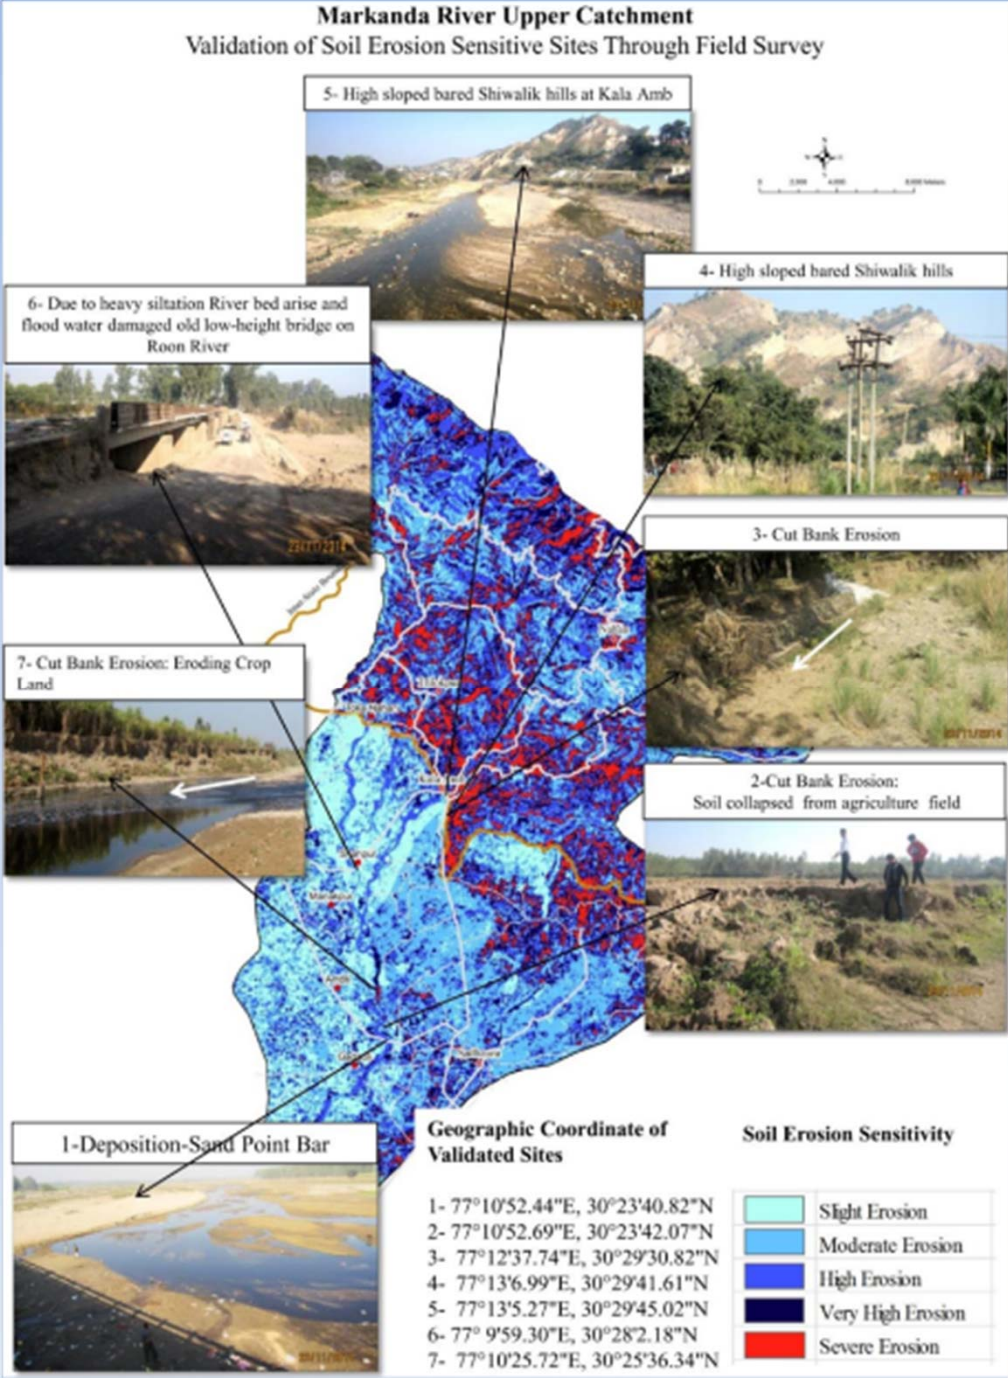 Markanda River Upper Catchment
Validation of Soil Erosion Sensitive Sites Through Field Survey
5- High sloped bared Shiwalik hills at Kala Amb
4- High sloped bared Shiwalik hills
6- Due to heavy siltation River bed arise and
flood water damaged old low-height bridge on
Roon River
3- Cut Bank Erosion
7- Cut Bank Erosion: Eroding Crop
Land
2-Cut Bank Erosion:
Soil collapsed from agriculture field
1-Deposition-Sand Point Bar
Geographic Coordinate of
Validated Sites
1- 77°10'52.44"E, 30°23'40.82"N
2- 77°10'52.69"E, 30°23'42.07"N
3- 77°12'37.74"E, 30°29'30.82"N
4- 77°13'6.99"E, 30°29'41.61"N
5- 77°13'5.27"E, 30°29'45.02"N
6- 77° 9'59.30"E, 30°28'2.18"N
7- 77°10'25.72"E, 30°25'36.34"N
Soil Erosion Sensitivity
Slight Erosion
Moderate Erosion
High Erosion
Very High Erosion
Severe Erosion